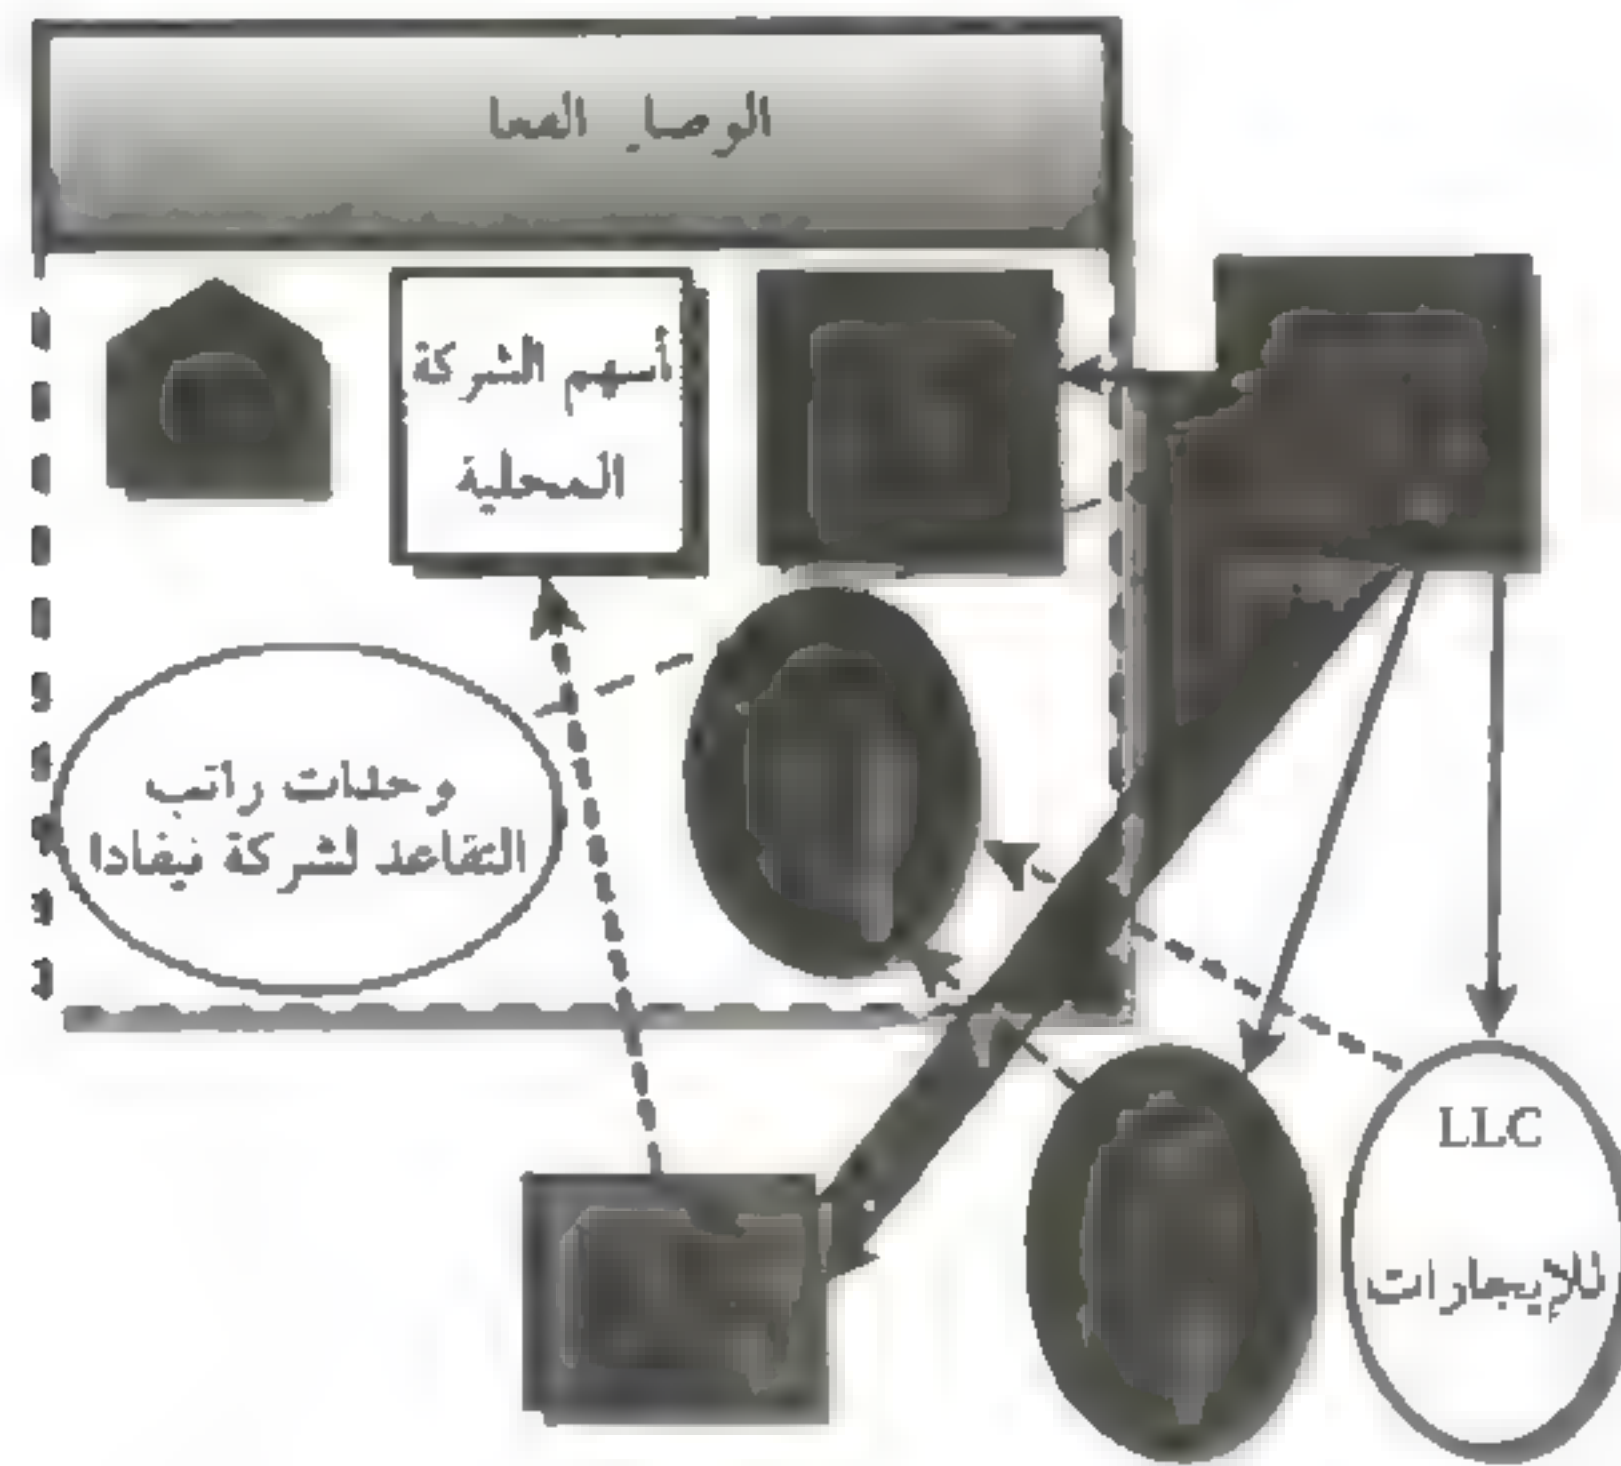 أسهم الشركة
المحلية
وحدات راتب
التقاعد لشركة نيفادا
LLC
للإيجارات